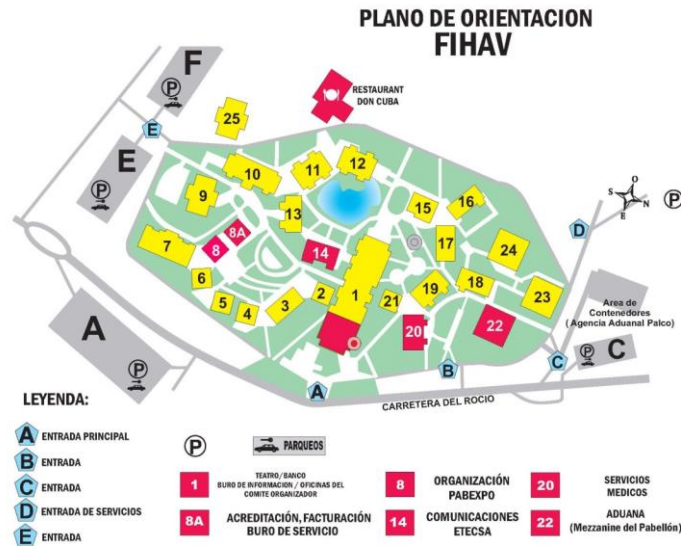 PLANO DE ORIENTACION
FIHAV
F
P
RESTAURANT
DON CUBA
E
25
E
P
12
11
10
9
13
16
15
O
S
N
E
P
D
8A
7
8
14
17
24
6
2
1
19
18
23
5
4
3
21
20
22
Area de
Contenedores
( Agencia Aduanal Palco)
A
P
P
C
C
B
A
CARRETERA DEL ROCIO
LEYENDA:
A ENTRADA PRINCIPAL
B ENTRADA
C ENTRADA
D ENTRADA DE SERVICIOS
E ENTRADA
P
PARQUEOS
1
TEATRO/BANCO
BURO DE INFORMACION / OFICINAS DEL
COMITE ORGANIZADOR
8A
ACREDITACIÓN, FACTURACIÓN
BURO DE SERVICIO
8
ORGANIZACIÓN
PABEXPO
14
COMUNICACIONES
ETECSA
20
SERVICIOS
MEDICOS
22
ADUANA
(Mezzanine del Pabellón)